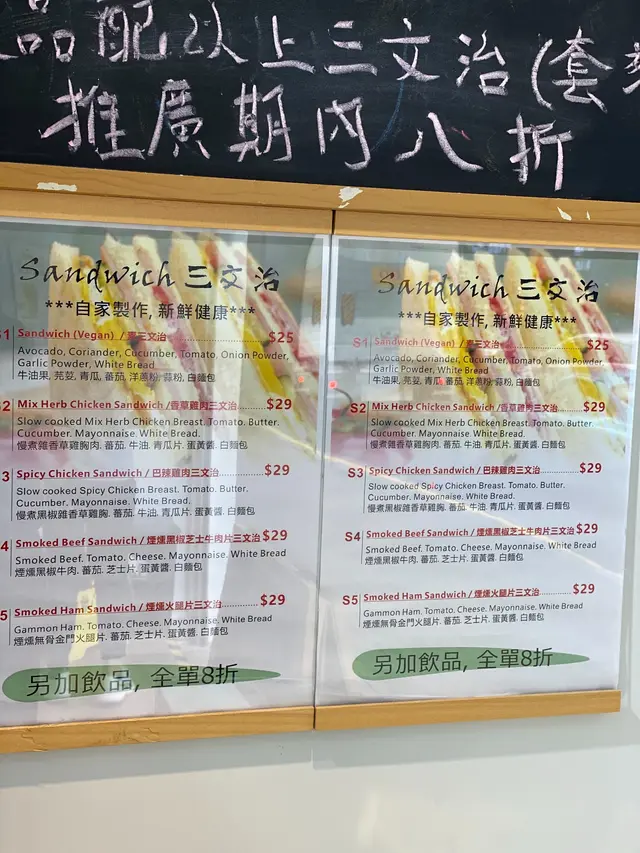 品配以上三文治(套
推廣期內八折
Sandwich 三文治
***自家製作, 新鮮健康***
Sandwich (Vegan) / 素三文治 $25
Avocado, Coriander, Cucumber, Tomato, Onion Powder,
Garlic Powder, White Bread
牛油果, 芫荽, 青瓜, 番茄, 洋蔥粉, 蒜粉, 白麵包
2 Mix Herb Chicken Sandwich /香草雞肉三文治..........$29
Slow cooked Mix Herb Chicken Breast. Tomato. Butter.
Cucumber. Mayonnaise. White Bread.
慢煮雜香草雞胸肉. 蕃茄. 牛油. 青瓜片. 蛋黃醬. 白麵包
3 Spicy Chicken Sandwich / 巴辣雞肉三文治..............$29
Slow cooked Spicy Chicken Breast. Tomato. Butter.
Cucumber. Mayonnaise. White Bread.
慢煮黑椒雜香草雞胸. 蕃茄. 牛油. 青瓜片. 蛋黃醬. 白麵包
4 Smoked Beef Sandwich / 煙燻黑椒芝士牛肉片三文治 $29
Smoked Beef. Tomato. Cheese. Mayonnaise. White Bread
煙燻黑椒牛肉. 蕃茄. 芝士片. 蛋黃醬. 白麵包
5 Smoked Ham Sandwich / 煙燻火腿片三文治..............$29
Gammon Ham. Tomato. Cheese. Mayonnaise. White Bread
煙燻無骨金門火腿片. 蕃茄. 芝士片. 蛋黃醬. 白麵包
另加飲品, 全單8折
Sandwich 三文治
***自家製作, 新鮮健康***
S1 Sandwich (Vegan) / 素三文治 $25
Avocado, Coriander, Cucumber, Tomato, Onion Powder,
Garlic Powder, White Bread
牛油果, 芫荽, 青瓜, 番茄, 洋蔥粉, 蒜粉, 白麵包
S2 Mix Herb Chicken Sandwich /香草雞肉三文治..........$29
Slow cooked Mix Herb Chicken Breast. Tomato. Butter.
Cucumber. Mayonnaise. White Bread.
慢煮雜香草雞胸肉. 蕃茄. 牛油. 青瓜片. 蛋黃醬. 白麵包
S3 Spicy Chicken Sandwich / 巴辣雞肉三文治..............$29
Slow cooked Spicy Chicken Breast. Tomato. Butter.
Cucumber. Mayonnaise. White Bread.
慢煮黑椒雜香草雞胸. 蕃茄. 牛油. 青瓜片. 蛋黃醬. 白麵包
S4 Smoked Beef Sandwich / 煙燻黑椒芝士牛肉片三文治 $29
Smoked Beef. Tomato. Cheese. Mayonnaise. White Bread
煙燻黑椒牛肉. 蕃茄. 芝士片. 蛋黃醬. 白麵包
S5 Smoked Ham Sandwich / 煙燻火腿片三文治..............$29
Gammon Ham. Tomato. Cheese. Mayonnaise. White Bread
煙燻無骨金門火腿片. 蕃茄. 芝士片. 蛋黃醬. 白麵包
另加飲品, 全單8折